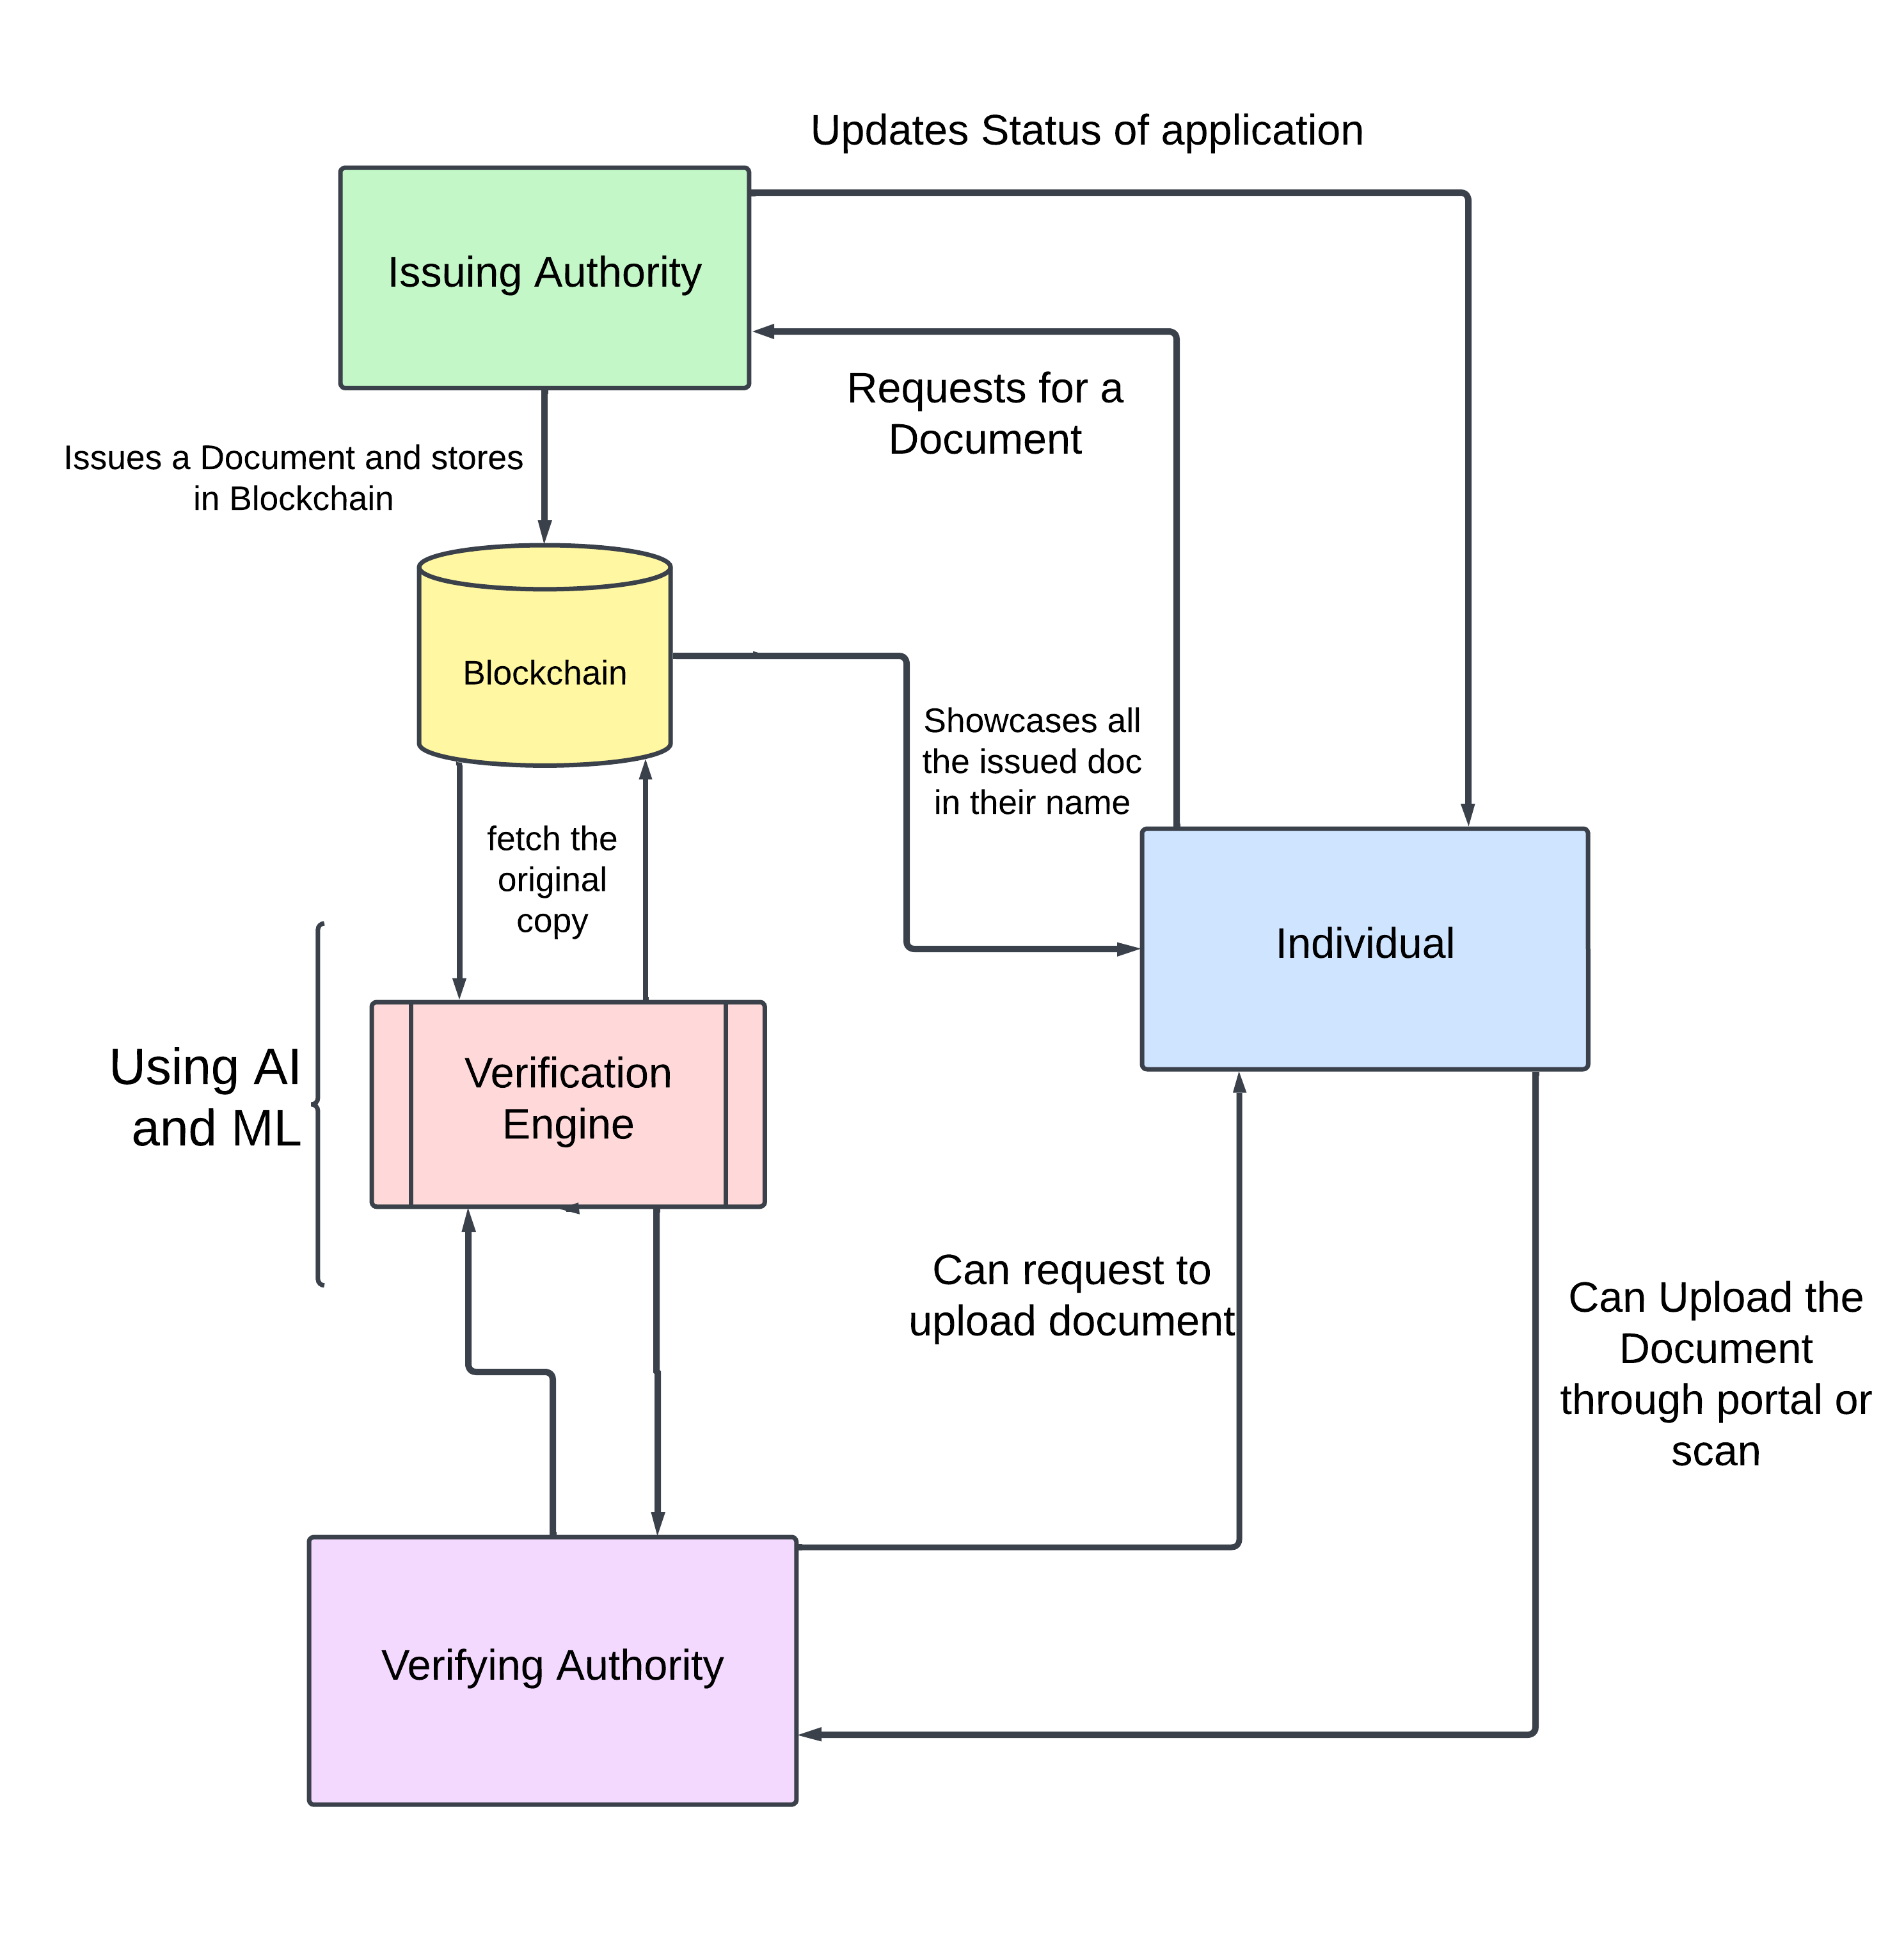 Updates Status of application
Issuing Authority
Requests for a
Document
Issues a Document and stores
in Blockchain
Blockchain
Showcases all
the issued doc
in their name
fetch the
original
copy
Individual
Using AI
and ML
Verification
Engine
Can request to
upload document
Can Upload the
Document
through portal or
scan
Verifying Authority